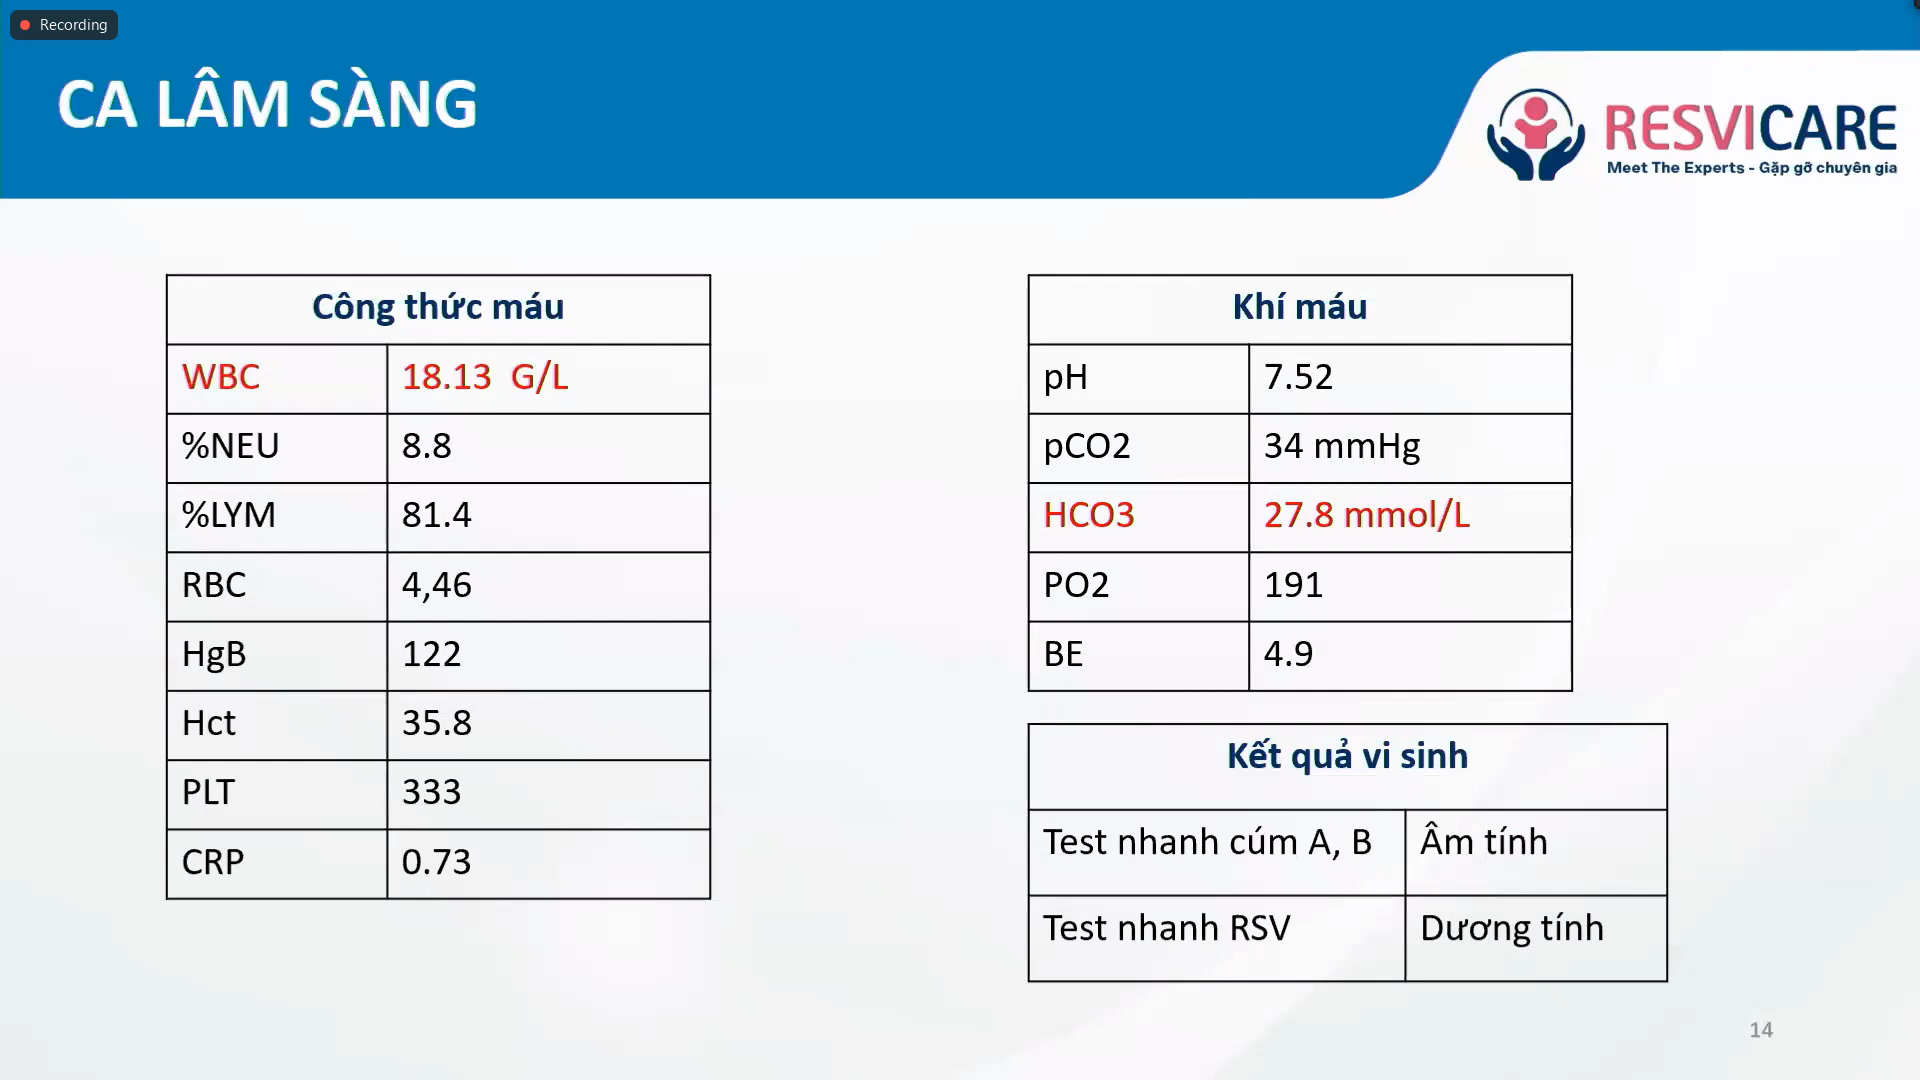 Recording
CA LÂM SÀNG
RESVICARE
Meet The Experts - Gặp gỡ chuyên gia
Công thức máu
WBC 18.13 G/L
%NEU 8.8
%LYM 81.4
RBC 4,46
HgB 122
Hct 35.8
PLT 333
CRP 0.73
Khí máu
pH 7.52
pCO2 34 mmHg
HCO3 27.8 mmol/L
PO2 191
BE 4.9
Kết quả vi sinh
Test nhanh cúm A, B Âm tính
Test nhanh RSV Dương tính
14